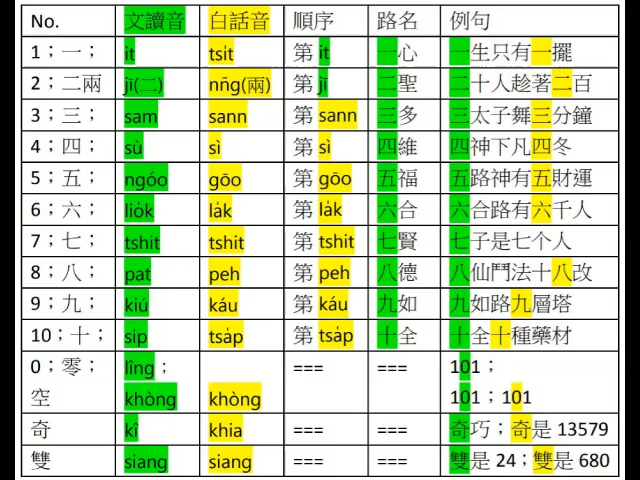 No. 文讀音 白話音 順序 路名 例句
1；一； it tsit 第 it 一心 一生只有一擺
2；二兩 jī(二) nn̄g(兩) 第 jī 二聖 二十人趁著二百
3；三； sam sann 第 sann 三多 三太子舞三分鐘
4；四； sù sì 第 sì 四維 四神下凡四冬
5；五； ngóo gōo 第 gōo 五福 五路神有五財運
6；六； lio̍k la̍k 第 la̍k 六合 六合路有六千人
7；七； tshit tshit 第 tshit 七賢 七子是七个人
8；八； pat peh 第 peh 八德 八仙鬥法十八改
9；九； kiú káu 第 káu 九如 九如路九層塔
10；十； sip tsa̍p 第 tsa̍p 十全 十全十種藥材
0；零； lîng； === === 101；
空 khòng khòng 101；101
奇 kî khia === === 奇巧；奇是 13579
雙 siang siang === === 雙是 24；雙是 680